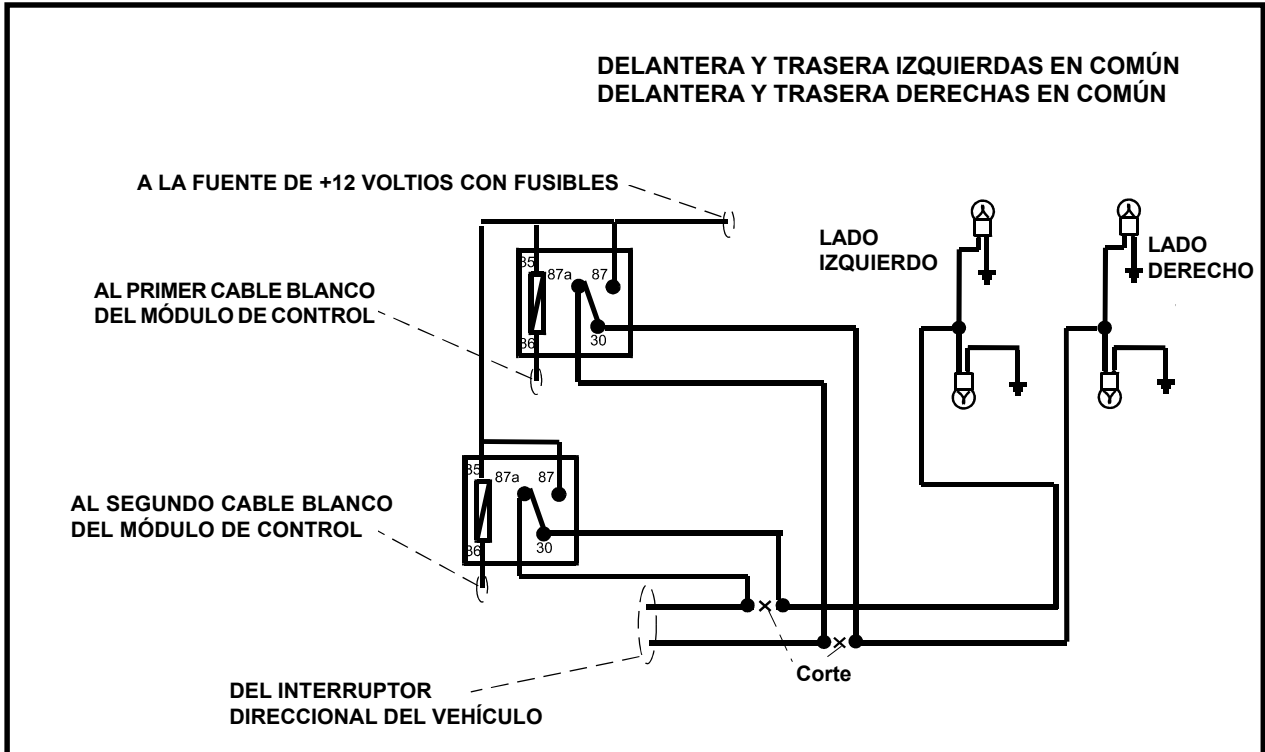 DELANTERA Y TRASERA IZQUIERDAS EN COMÚN
DELANTERA Y TRASERA DERECHAS EN COMÚN
A LA FUENTE DE +12 VOLTIOS CON FUSIBLES
LADO
IZQUIERDO
LADO
DERECHO
85
87a
87
AL PRIMER CABLE BLANCO
DEL MÓDULO DE CONTROL
86
30
85
87a
87
AL SEGUNDO CABLE BLANCO
DEL MÓDULO DE CONTROL
86
30
Corte
DEL INTERRUPTOR
DIRECCIONAL DEL VEHÍCULO